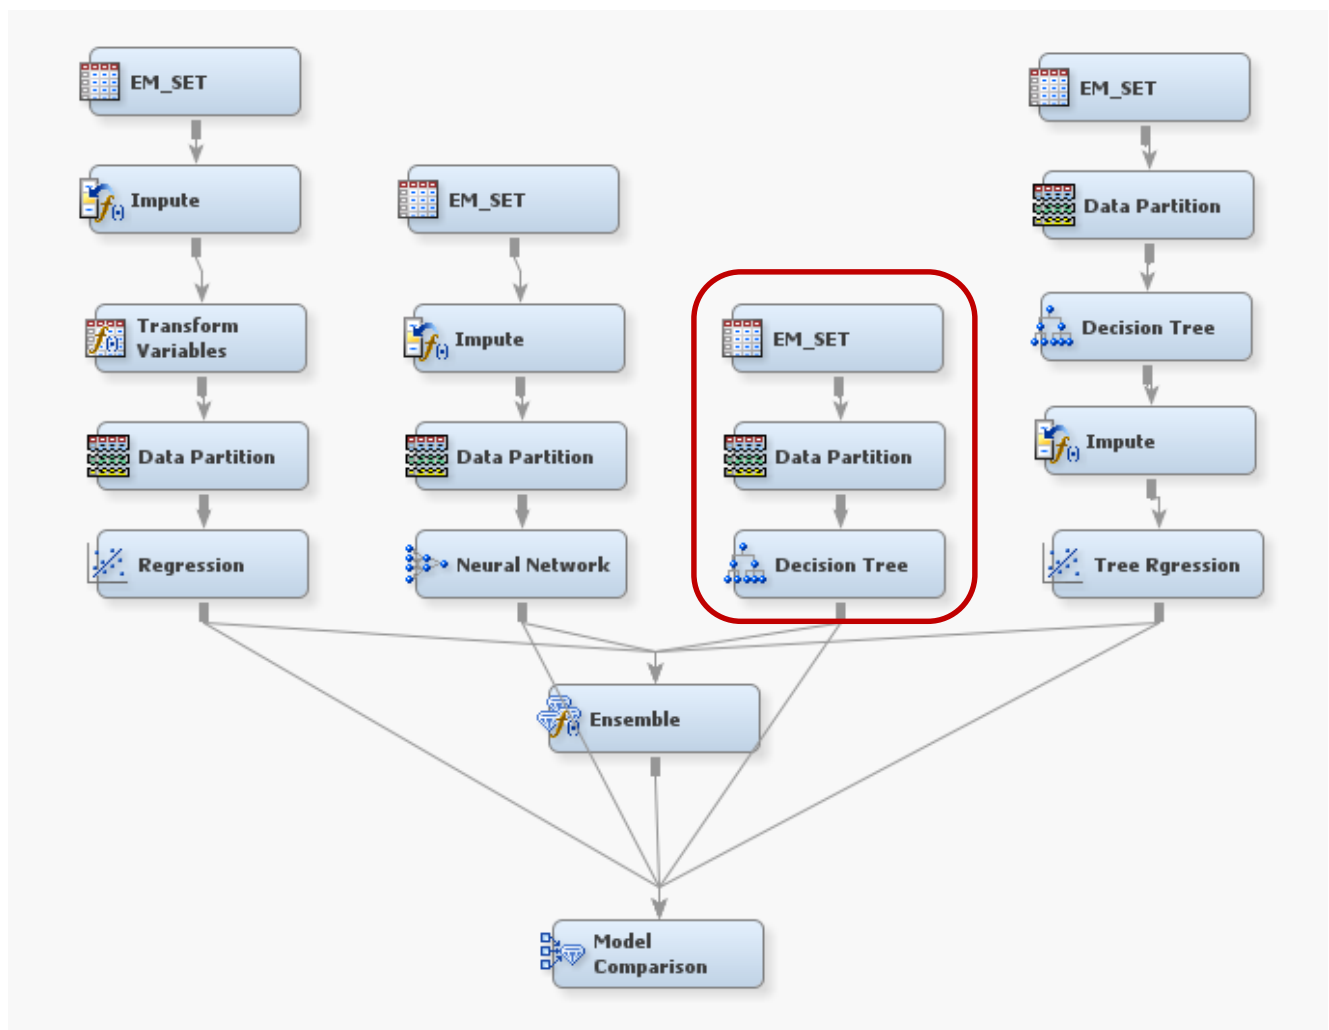 EM_SET
Impute
Transform
Variables
Data Partition
Regression
EM_SET
Impute
Data Partition
Neural Network
EM_SET
Data Partition
Decision Tree
EM_SET
Data Partition
Decision Tree
Impute
Tree Rgression
Ensemble
Model
Comparison